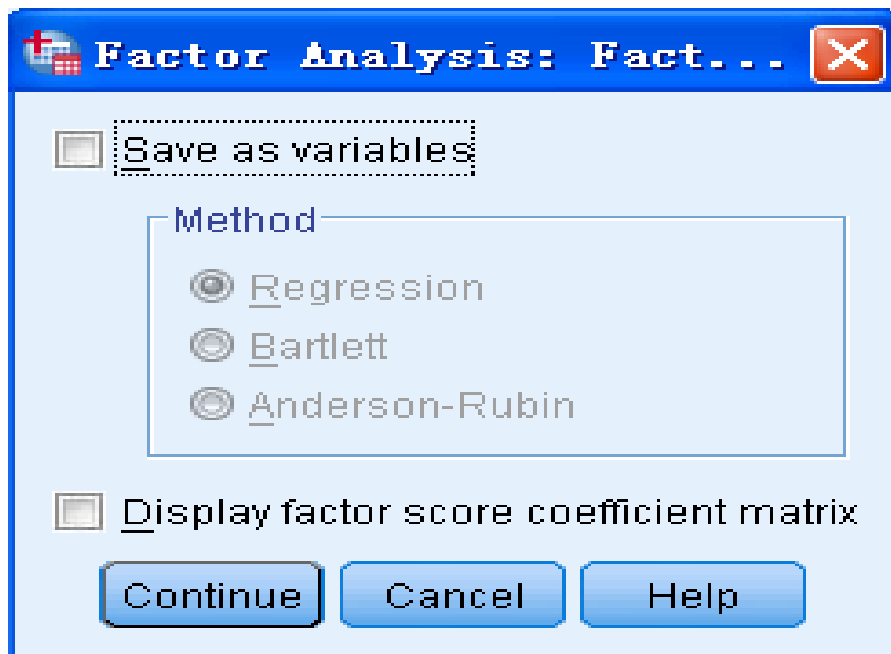 Factor Analysis: Fact...
Save as variables
Method
Regression
Bartlett
Anderson-Rubin
Display factor score coefficient matrix
Continue
Cancel
Help